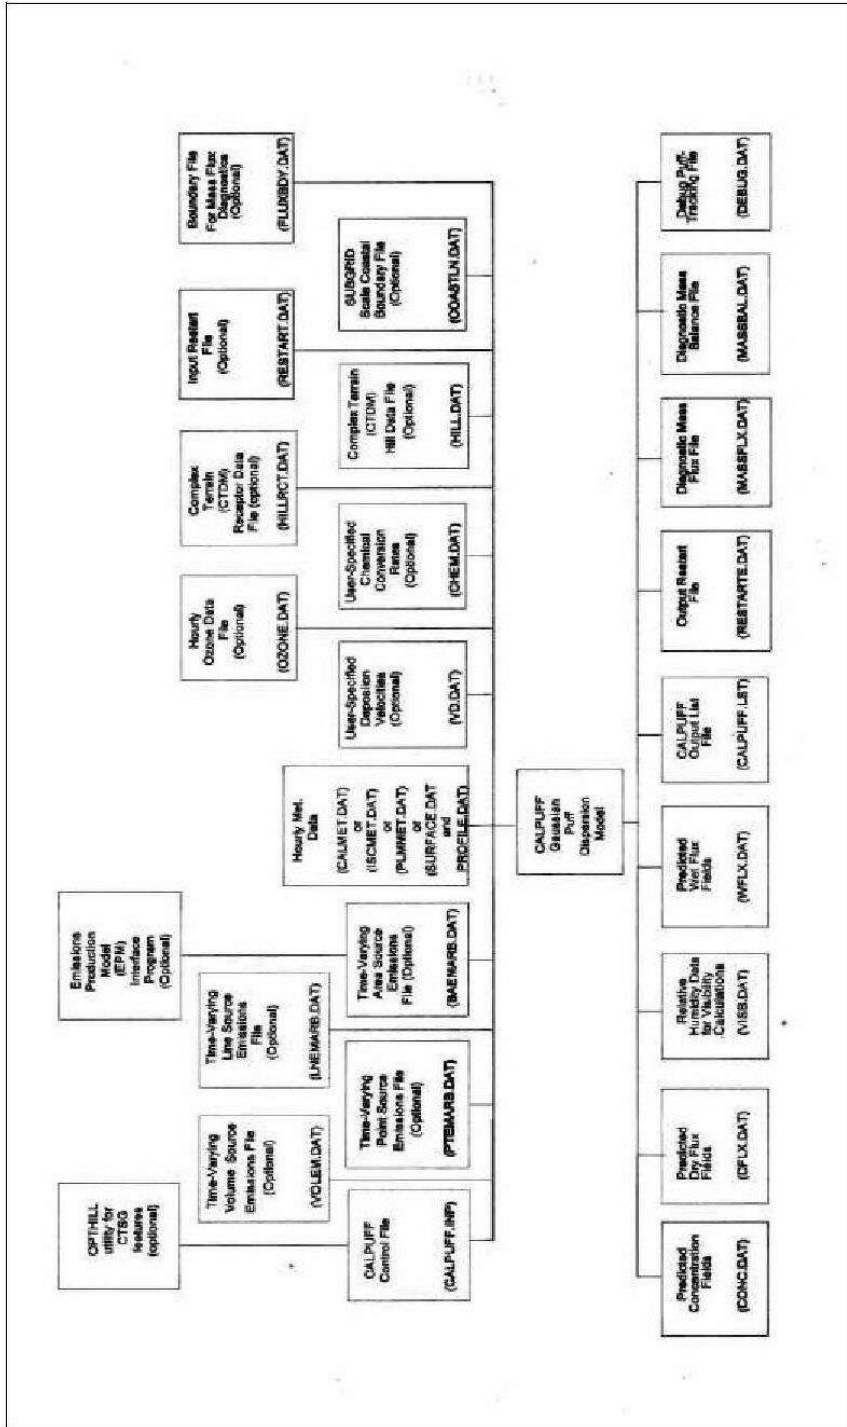 OPTHILL
utility for
CTSG
features
(optional)
Emissions
Production
Model
(EPM)
Interface
Program
(Optional)
Time-Varying
Volume Source
Emissions File
(Optional)
(VOLEM.DAT)
Time-Varying
Line Source
Emissions
File
(Optional)
(LNEMARB.DAT)
Hourly
Ozone Data
File
(Optional)
(OZONE.DAT)
Complex
Terrain
(CTDM)
Receptor Data
File (optional)
(HILLRCT.DAT)
Input Restart
File
(Optional)
(RESTART.DAT)
Boundary File
For Mass Flux
Diagnostics
(Optional)
(FLUXBDY.DAT)
CALPUFF
Control File
(CALPUFF.INP)
Time-Varying
Point Source
Emissions File
(Optional)
(PTEMARB.DAT)
Time-Varying
Area Source
Emissions
File (Optional)
(BAEMARB.DAT)
Hourly Met.
Data
(CALMET.DAT)
or
(ISCMET.DAT)
or
(PLMMET.DAT)
or
(SURFACE.DAT
and
PROFILE.DAT)
User-Specified
Deposition
Velocities
(Optional)
(VD.DAT)
User-Specified
Chemical
Conversion
Rates
(Optional)
(CHEM.DAT)
Complex Terrain
(CTDM)
Hill Data File
(Optional)
(HILL.DAT)
SUBGRID
Scale Coastal
Boundary File
(Optional)
(COASTLN.DAT)
CALPUFF
Gaussian
Puff
Dispersion
Model
Predicted
Concentration
Fields
(CONC.DAT)
Predicted
Dry Flux
Fields
(DFLX.DAT)
Relative
Humidity Data
for Visibility
Calculations
(VISB.DAT)
Predicted
Wet Flux
Fields
(WFLX.DAT)
CALPUFF
Output List
File
(CALPUFF.LST)
Output Restart
File
(RESTARTE.DAT)
Diagnostic Mass
Flux File
(MASSFLX.DAT)
Diagnostic Mass
Balance File
(MASSBAL.DAT)
Debug Puff-
Tracking File
(DEBUG.DAT)